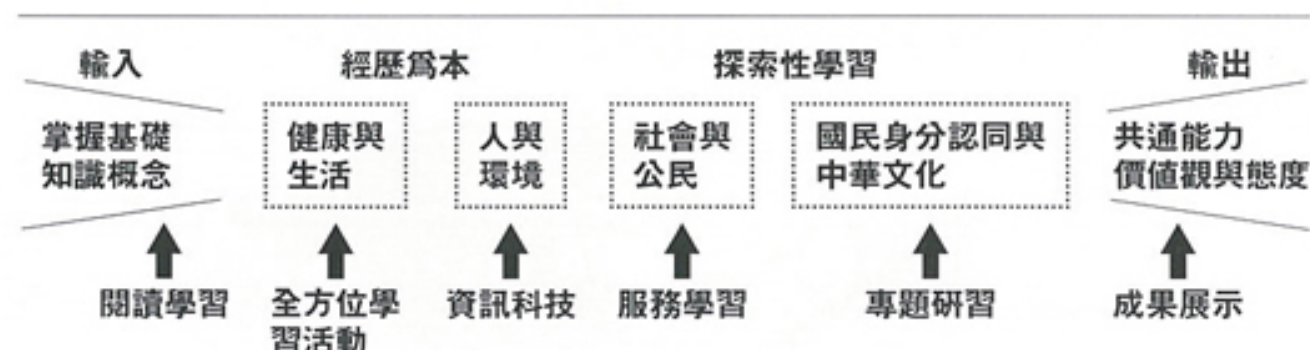 輸入
經歷爲本
探索性學習
輸出
掌握基礎
知識概念
健康與
生活
人與
環境
社會與
公民
國民身分認同與
中華文化
共通能力
價值觀與態度
閱讀學習
全方位學
習活動
資訊科技
服務學習
專題研習
成果展示